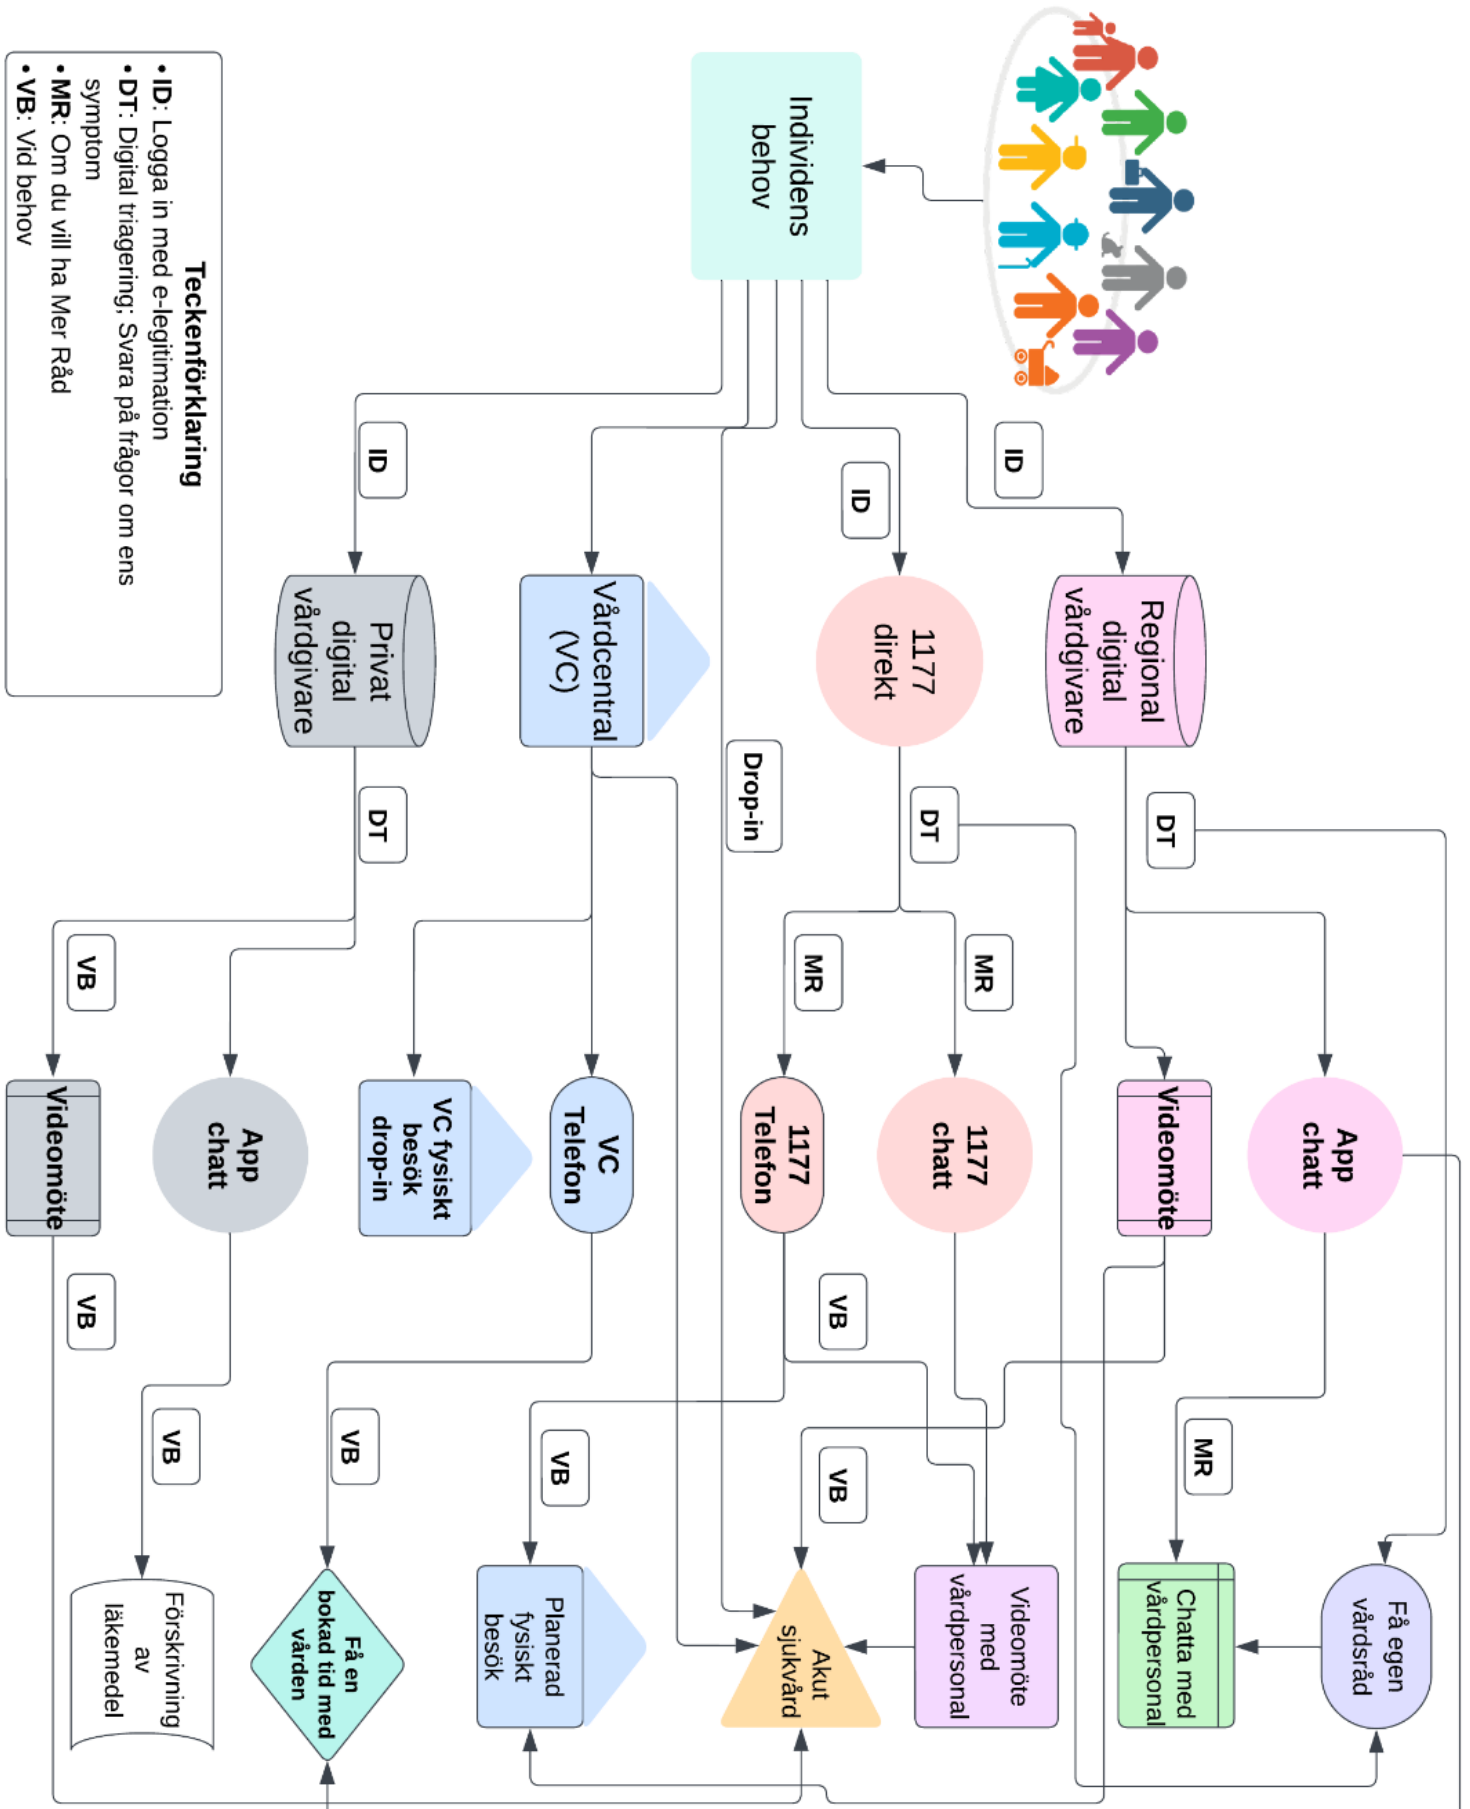 Individens
behov
ID
ID
ID
ID
Regional
digital
vårdgivare
1177
direkt
Vårdcentral
(VC)
Privat
digital
vårdgivare
DT
DT
Drop-in
DT
MR
MR
VB
App
chatt
Videomöte
1177
chatt
1177
Telefon
VC
Telefon
VC fysiskt
besök
drop-in
App
chatt
Videomöte
VB
VB
MR
VB
VB
VB
VB
Få egen
vårdsråd
Chatta med
vårdpersonal
Videomöte
med
vårdpersonal
Akut
sjukvård
Planerad
fysiskt
besök
Få en
bokad tid med
vården
Förskrivning
av
läkemedel
Teckenförklaring
• ID: Logga in med e-legitimation
• DT: Digital triagering; Svara på frågor om ens
symptom
• MR: Om du vill ha Mer Råd
• VB: Vid behov